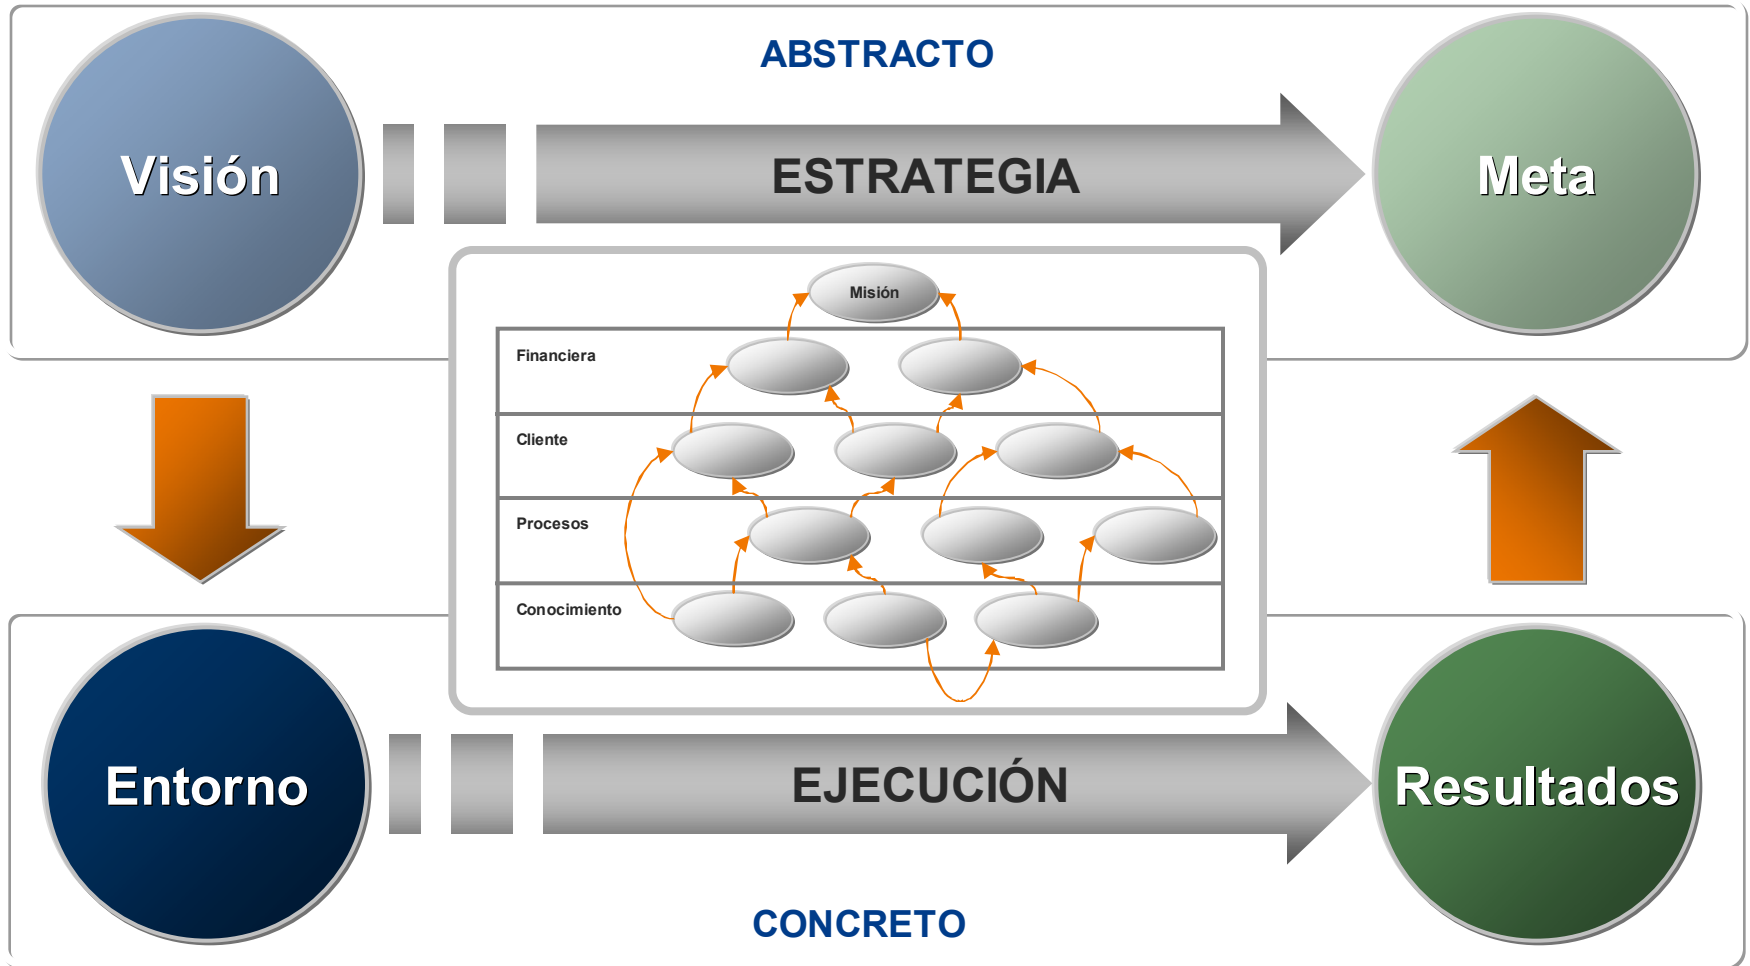 ABSTRACTO
Visión
ESTRATEGIA
Meta
Misión
Financiera
Cliente
Procesos
Conocimiento
Entorno
EJECUCIÓN
Resultados
CONCRETO